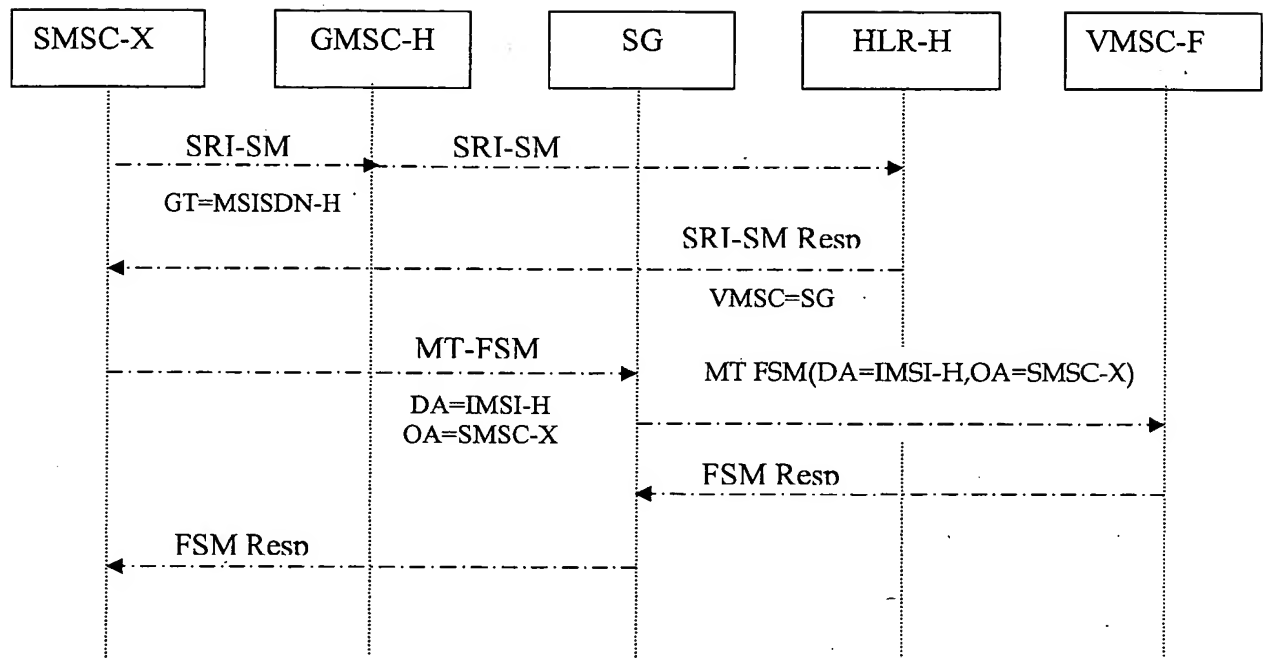 SMSC-X GMSC-H SG HLR-H VMSC-F
SRI-SM SRI-SM
GT=MSISDN-H
SRI-SM Resp
VMSC=SG
MT-FSM
MT FSM(DA=IMSI-H,OA=SMSC-X)
DA=IMSI-H
OA=SMSC-X
FSM Resp
FSM Resp